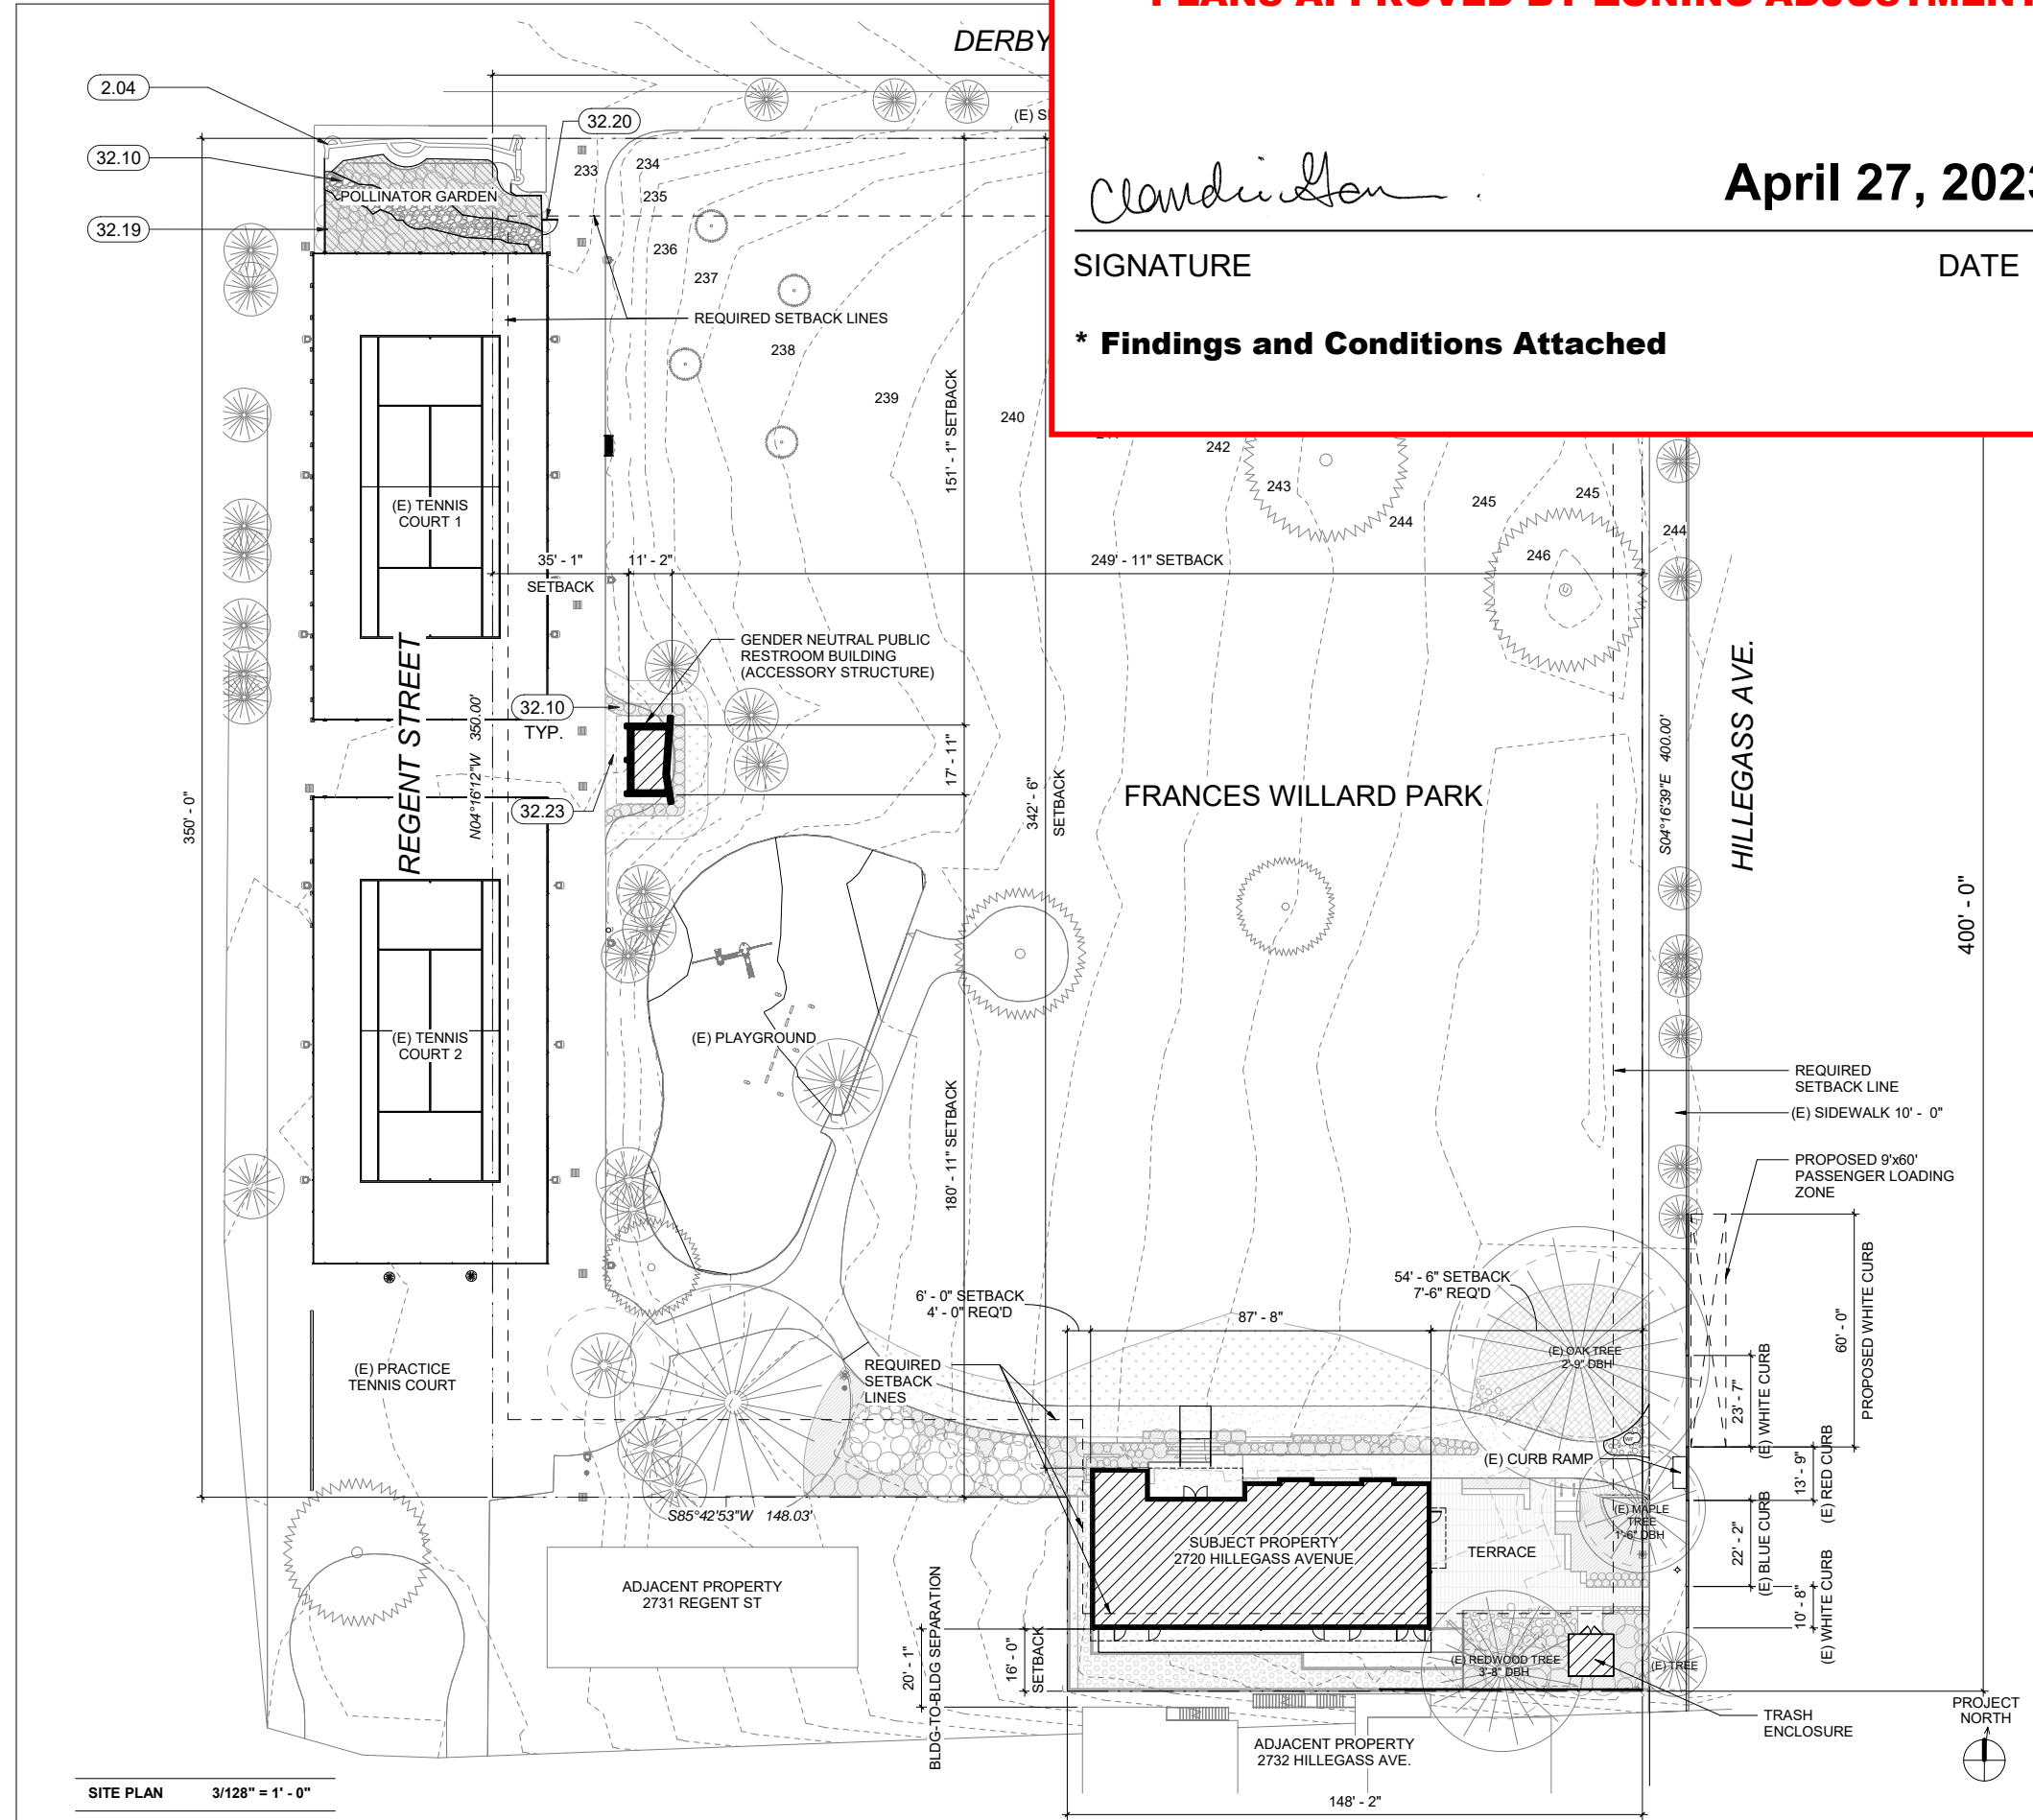 PLANS APPROVED BY ZONING ADJUSTMENT
April 27, 2023
SIGNATURE
DATE
* Findings and Conditions Attached
DERBY
2.04
32.10
32.19
32.20
POLLINATOR GARDEN
233
234
235
236
237
238
239
240
242
243
244
245
245
246
244
REQUIRED SETBACK LINES
151' - 1" SETBACK
(E) TENNIS
COURT 1
35' - 1"
SETBACK
11' - 2"
249' - 11" SETBACK
GENDER NEUTRAL PUBLIC
RESTROOM BUILDING
(ACCESSORY STRUCTURE)
REGENT STREET
N04°16'12"W 350.00'
32.10
TYP.
32.23
17' - 11"
342' - 6"
SETBACK
350' - 0"
FRANCES WILLARD PARK
S04°16'39"E 400.00'
HILLEGASS AVE.
400' - 0"
(E) TENNIS
COURT 2
(E) PLAYGROUND
180' - 11" SETBACK
REQUIRED
SETBACK LINE
(E) SIDEWALK 10' - 0"
PROPOSED 9'x60'
PASSENGER LOADING
ZONE
6' - 0" SETBACK
4' - 0" REQ'D
87' - 8"
54' - 6" SETBACK
7'-6" REQ'D
60' - 0"
PROPOSED WHITE CURB
(E) PRACTICE
TENNIS COURT
REQUIRED
SETBACK
LINES
(E) OAK TREE
2'-9" DBH
23' - 7"
(E) WHITE CURB
(E) CURB RAMP
13' - 9"
(E) RED CURB
S85°42'53"W 148.03'
(E) MAPLE
TREE
1'-6" DBH
22' - 2"
(E) BLUE CURB
SUBJECT PROPERTY
2720 HILLEGASS AVENUE
TERRACE
ADJACENT PROPERTY
2731 REGENT ST
10' - 8"
(E) WHITE CURB
20' - 1"
BLDG-TO-BLDG SEPARATION
16' - 0"
SETBACK
(E) REDWOOD TREE
3'-8" DBH
(E) TREE
TRASH
ENCLOSURE
ADJACENT PROPERTY
2732 HILLEGASS AVE.
PROJECT
NORTH
SITE PLAN 3/128" = 1' - 0"
148' - 2"